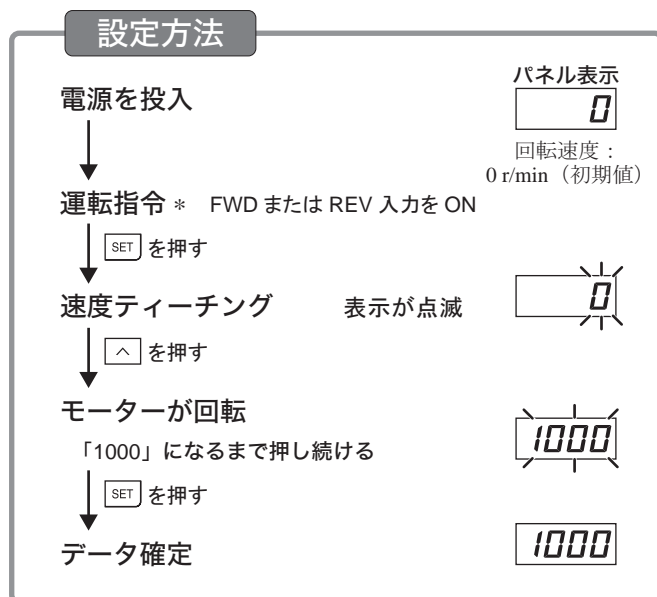 設定方法
パネル表示
電源を投入
0
回転速度：
0 r/min（初期値）
運転指令* FWD または REV 入力を ON
SET を押す
速度ティーチング 表示が点滅 0
へ を押す
モーターが回転
「1000」になるまで押し続ける 1000
SET を押す
データ確定 1000